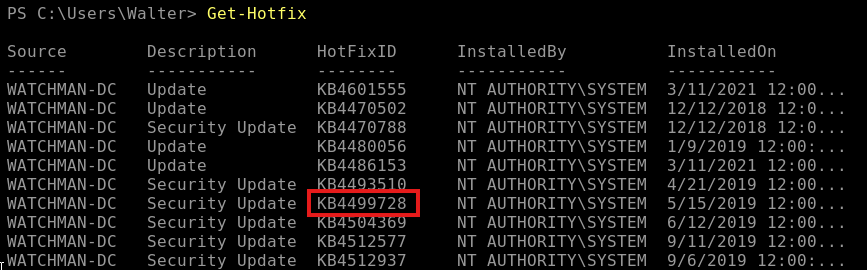 PS C:\Users\Walter> Get-Hotfix
Source Description HotFixID InstalledBy InstalledOn
------ ----------- -------- ----------- -----------
WATCHMAN-DC Update KB4601555 NT AUTHORITY\SYSTEM 3/11/2021 12:00...
WATCHMAN-DC Update KB4470502 NT AUTHORITY\SYSTEM 12/12/2018 12:0...
WATCHMAN-DC Security Update KB4470788 NT AUTHORITY\SYSTEM 12/12/2018 12:0...
WATCHMAN-DC Update KB4480056 NT AUTHORITY\SYSTEM 1/9/2019 12:00:...
WATCHMAN-DC Update KB4486153 NT AUTHORITY\SYSTEM 3/11/2021 12:00...
WATCHMAN-DC Security Update KB4493510 NT AUTHORITY\SYSTEM 4/21/2019 12:00...
WATCHMAN-DC Security Update KB4499728 NT AUTHORITY\SYSTEM 5/15/2019 12:00...
WATCHMAN-DC Security Update KB4504369 NT AUTHORITY\SYSTEM 6/12/2019 12:00...
WATCHMAN-DC Security Update KB4512577 NT AUTHORITY\SYSTEM 9/11/2019 12:00...
WATCHMAN-DC Security Update KB4512937 NT AUTHORITY\SYSTEM 9/6/2019 12:00:...